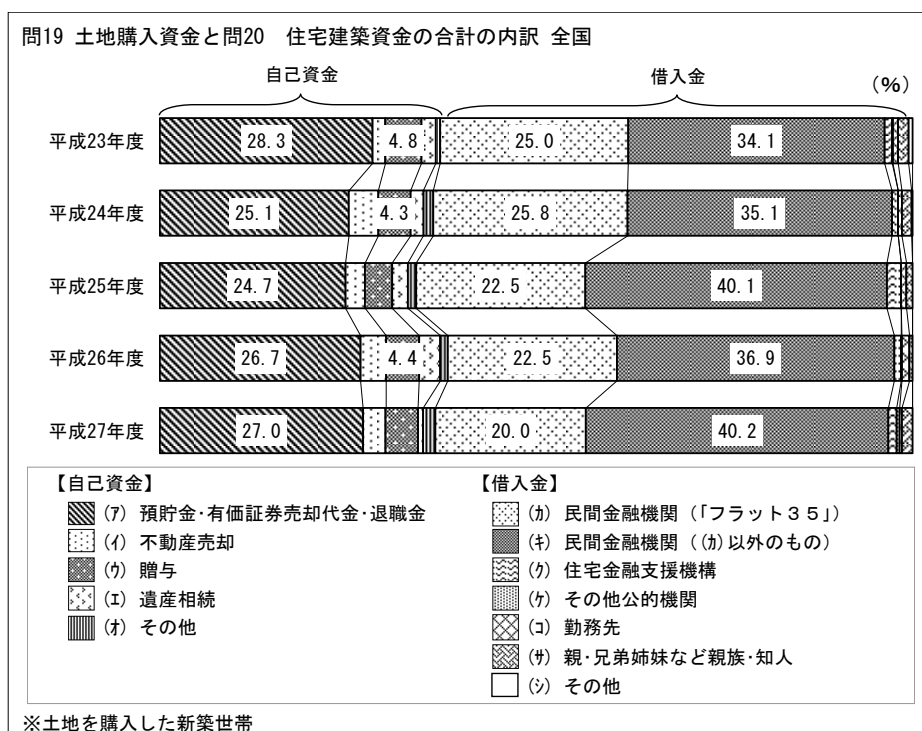 問19 土地購入資金と問20　住宅建築資金の合計の内訳 全国
自己資金
借入金
(%)
平成23年度
28.3
4.8
25.0
34.1
平成24年度
25.1
4.3
25.8
35.1
平成25年度
24.7
22.5
40.1
平成26年度
26.7
4.4
22.5
36.9
平成27年度
27.0
20.0
40.2
【自己資金】
(ｱ) 預貯金･有価証券売却代金･退職金
(ｲ) 不動産売却
(ｳ) 贈与
(ｴ) 遺産相続
(ｵ) その他
【借入金】
(ｶ) 民間金融機関（｢フラット３５｣）
(ｷ) 民間金融機関（(ｶ)以外のもの）
(ｸ) 住宅金融支援機構
(ｹ) その他公的機関
(ｺ) 勤務先
(ｻ) 親･兄弟姉妹など親族･知人
(ｼ) その他
※土地を購入した新築世帯